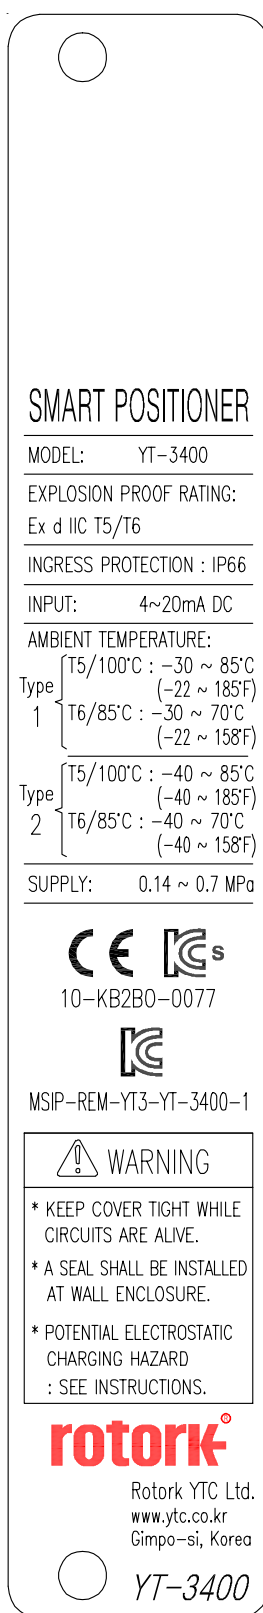 SMART POSITIONER
MODEL: YT-3400
EXPLOSION PROOF RATING:
Ex d IIC T5/T6
INGRESS PROTECTION : IP66
INPUT: 4~20mA DC
AMBIENT TEMPERATURE:
Type 1
T5/100°C : -30 ~ 85°C
(-22 ~ 185°F)
T6/85°C : -30 ~ 70°C
(-22 ~ 158°F)
Type 2
T5/100°C : -40 ~ 85°C
(-40 ~ 185°F)
T6/85°C : -40 ~ 70°C
(-40 ~ 158°F)
SUPPLY: 0.14 ~ 0.7 MPa
CE KC s
10-KB2BO-0077
KC
MSIP-REM-YT3-YT-3400-1
WARNING
* KEEP COVER TIGHT WHILE
CIRCUITS ARE ALIVE.
* A SEAL SHALL BE INSTALLED
AT WALL ENCLOSURE.
* POTENTIAL ELECTROSTATIC
CHARGING HAZARD
: SEE INSTRUCTIONS.
rotork®
Rotork YTC Ltd.
www.ytc.co.kr
Gimpo-si, Korea
YT-3400